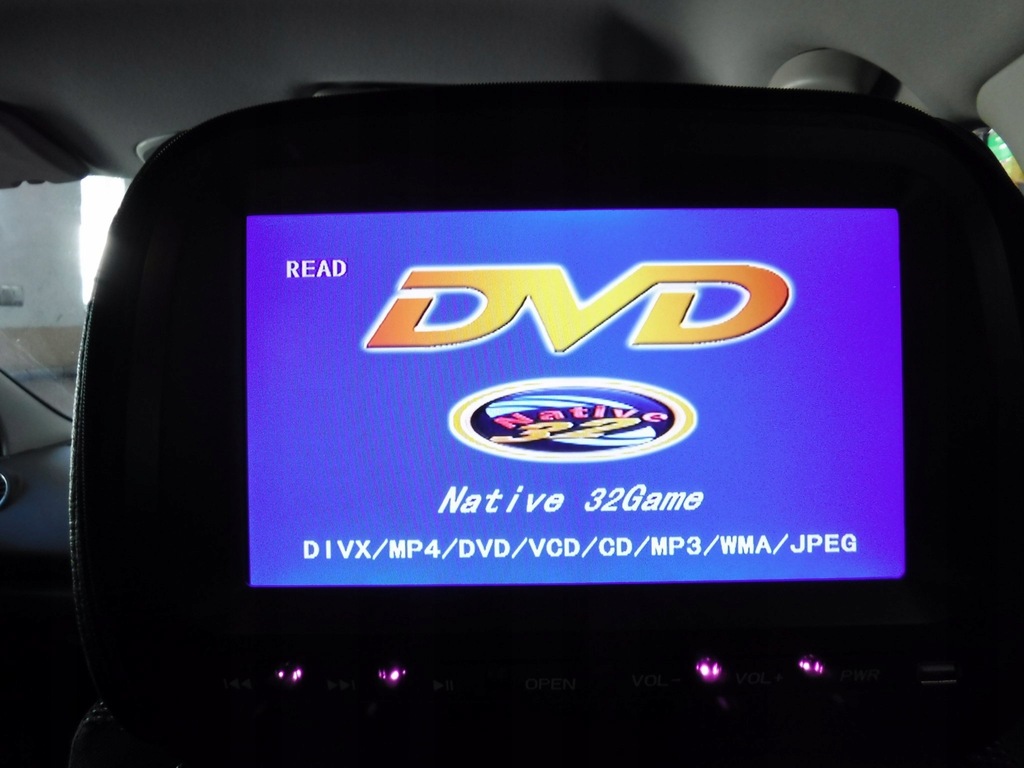 READ
DVD
Native
32
Native 32Game
DIVX/MP4/DVD/VCD/CD/MP3/WMA/JPEG
OPEN VOL- VOL+ PWR